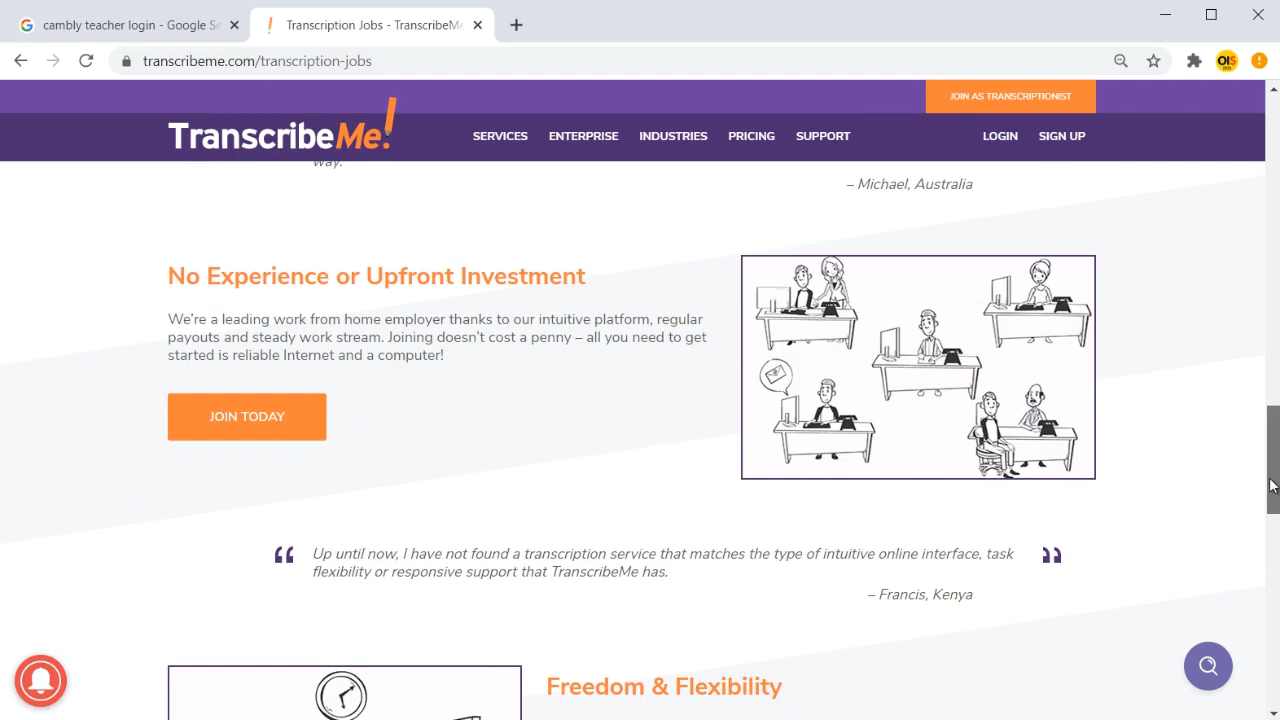 cambly teacher login - Google Se
Transcription Jobs - TranscribeMe
transcribeme.com/transcription-jobs
OIS
JOIN AS TRANSCRIPTIONIST
TranscribeMe!
SERVICES ENTERPRISE INDUSTRIES PRICING SUPPORT LOGIN SIGN UP
way.
– Michael, Australia
No Experience or Upfront Investment
We’re a leading work from home employer thanks to our intuitive platform, regular
payouts and steady work stream. Joining doesn’t cost a penny – all you need to get
started is reliable Internet and a computer!
JOIN TODAY
“ Up until now, I have not found a transcription service that matches the type of intuitive online interface, task ”
flexibility or responsive support that TranscribeMe has.
– Francis, Kenya
Freedom & Flexibility